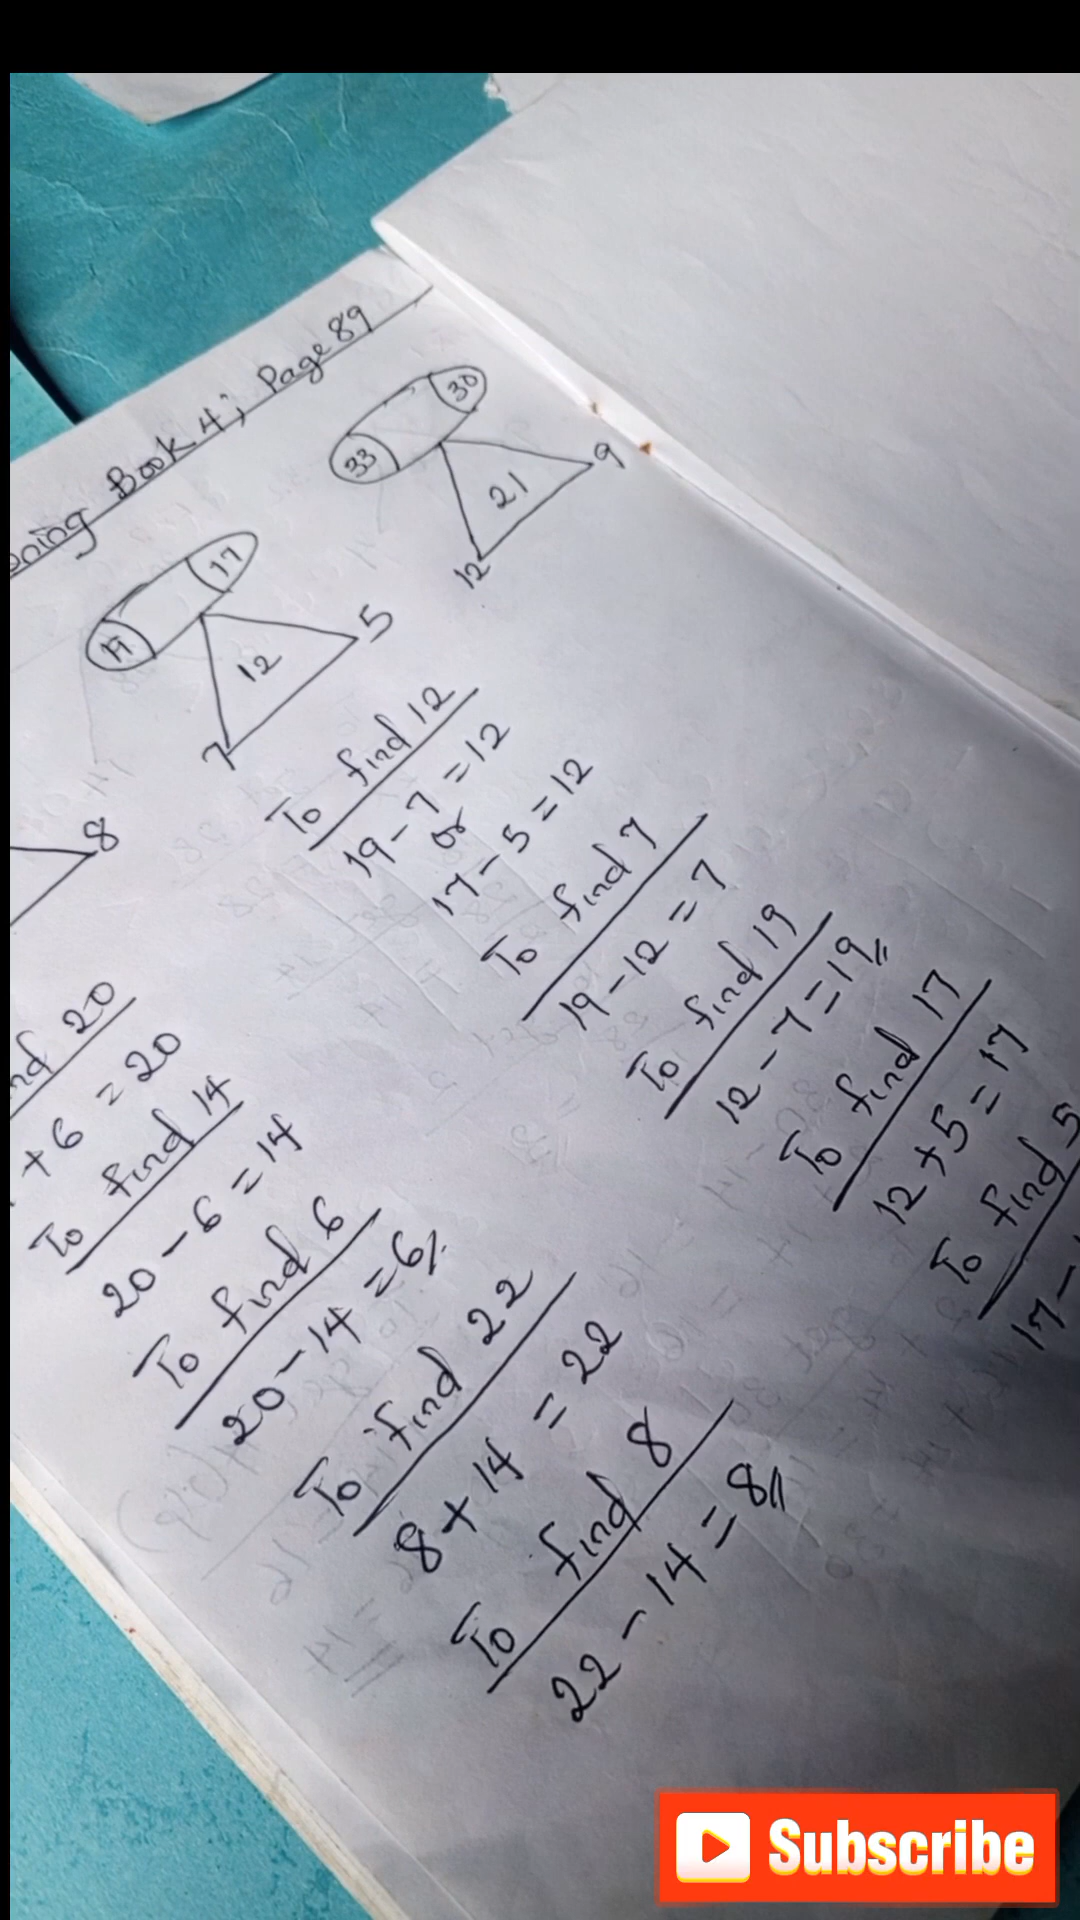 Book 4; Page 89
33
30
21
12
9
17
12
7
5
8
To find 12
19 - 7 = 12
or
17 - 5 = 12
To find 7
19 - 12 = 7
To find 19
12 - 7 = 19
To find 17
12 + 5 = 17
To find 5
17 -
20
+ 6 = 20
To find 14
20 - 6 = 14
To find 6
20 - 14 = 6
To find 22
8 + 14 = 22
To find 8
22 - 14 = 8
Subscribe